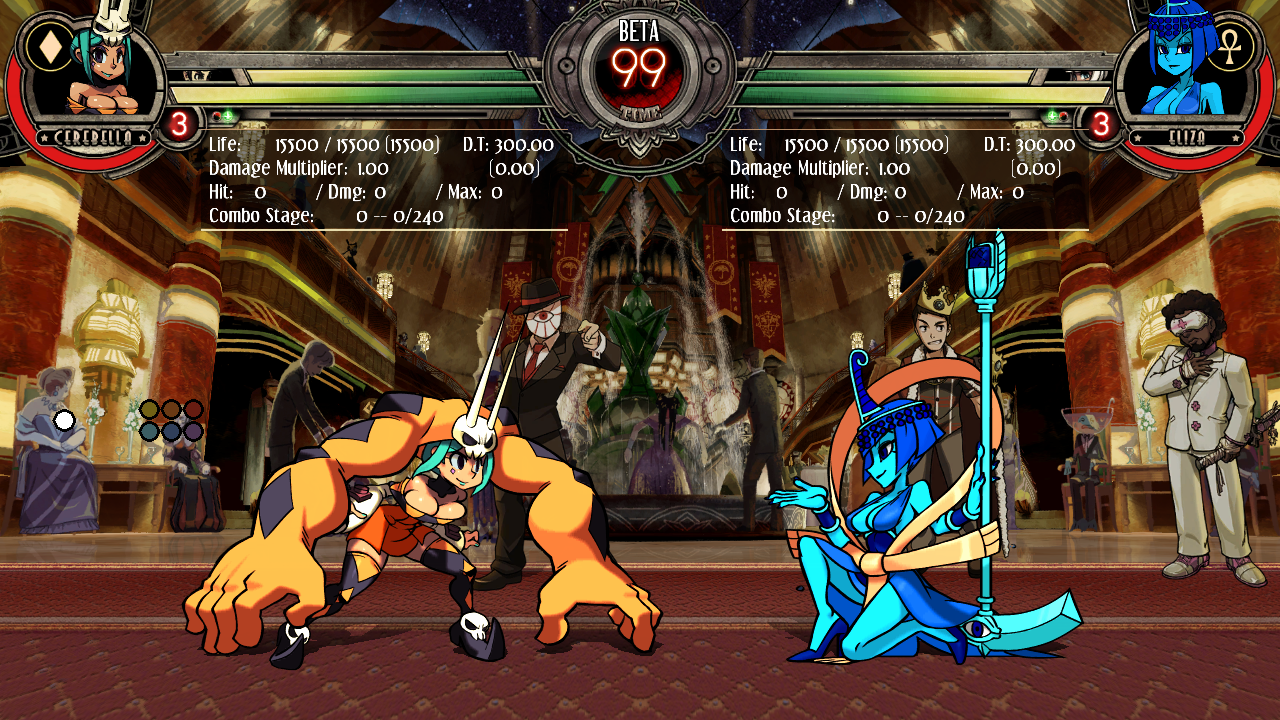 BETA
99
TIME
CEREBELLA
3
3
ELIZA
Life: 15500 / 15500 (15500) D.T: 300.00
Damage Multiplier: 1.00 (0.00)
Hit: 0 / Dmg: 0 / Max: 0
Combo Stage: 0 -- 0/240
Life: 15500 / 15500 (15500) D.T: 300.00
Damage Multiplier: 1.00 (0.00)
Hit: 0 / Dmg: 0 / Max: 0
Combo Stage: 0 -- 0/240